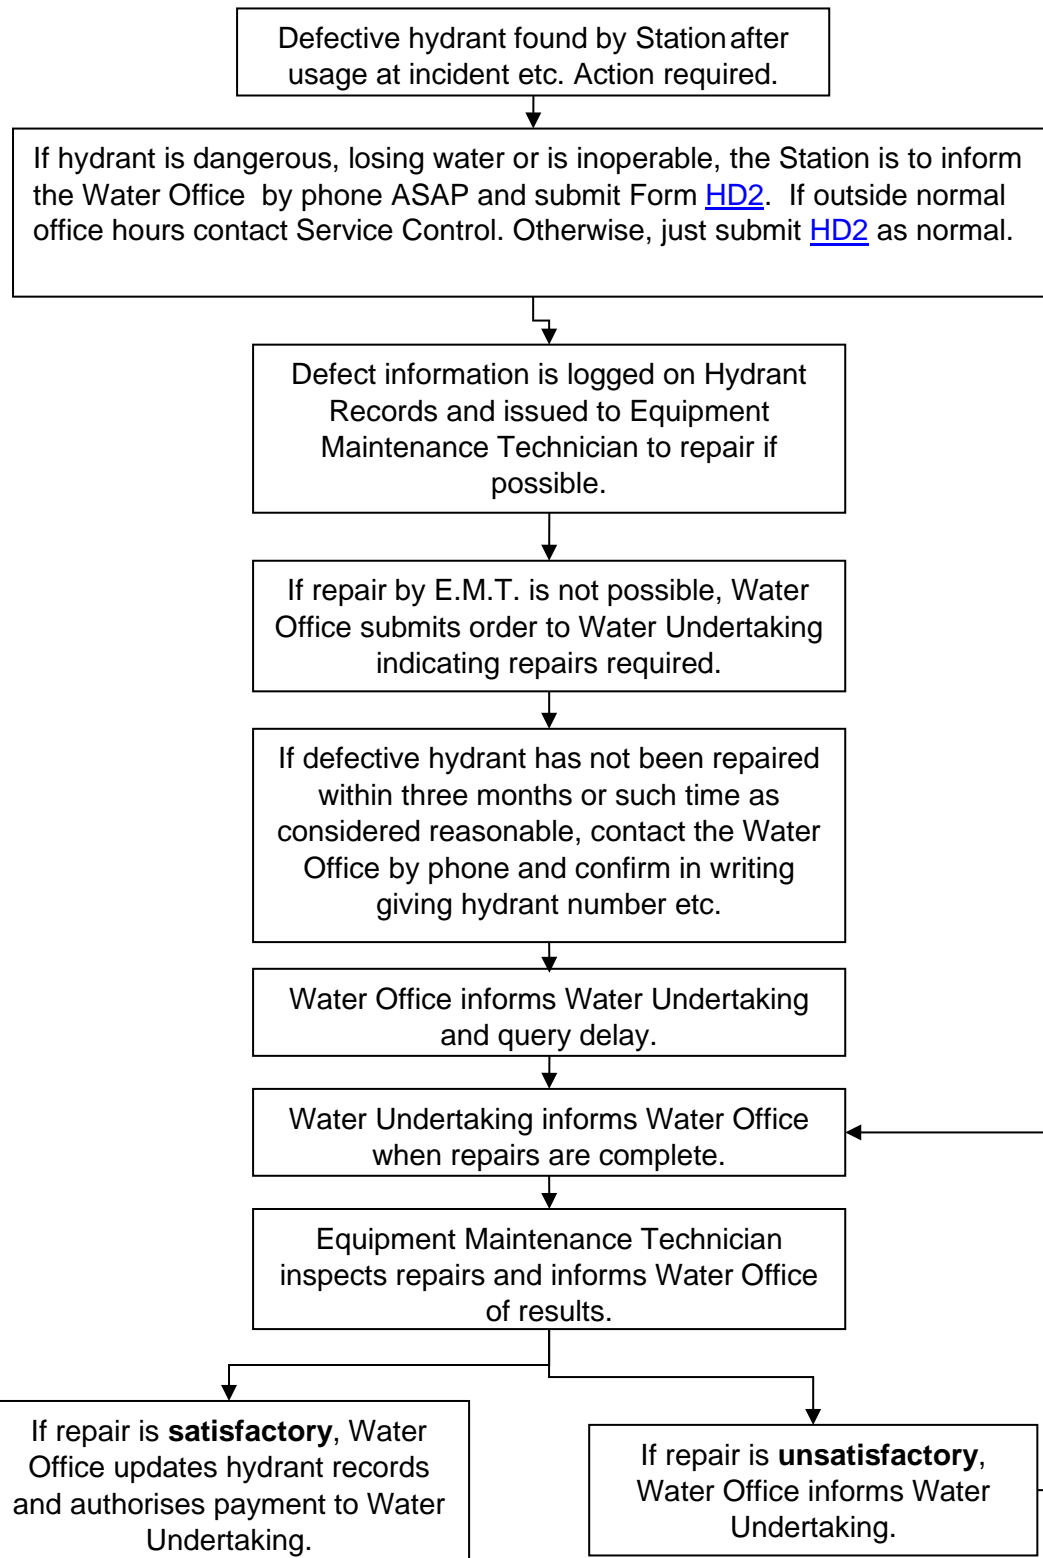 Defective hydrant found by Station after
usage at incident etc. Action required.
If hydrant is dangerous, losing water or is inoperable, the Station is to inform
the Water Office by phone ASAP and submit Form HD2. If outside normal
office hours contact Service Control. Otherwise, just submit HD2 as normal.
Defect information is logged on Hydrant
Records and issued to Equipment
Maintenance Technician to repair if
possible.
If repair by E.M.T. is not possible, Water
Office submits order to Water Undertaking
indicating repairs required.
If defective hydrant has not been repaired
within three months or such time as
considered reasonable, contact the Water
Office by phone and confirm in writing
giving hydrant number etc.
Water Office informs Water Undertaking
and query delay.
Water Undertaking informs Water Office
when repairs are complete.
Equipment Maintenance Technician
inspects repairs and informs Water Office
of results.
If repair is satisfactory, Water
Office updates hydrant records
and authorises payment to Water
Undertaking.
If repair is unsatisfactory,
Water Office informs Water
Undertaking.